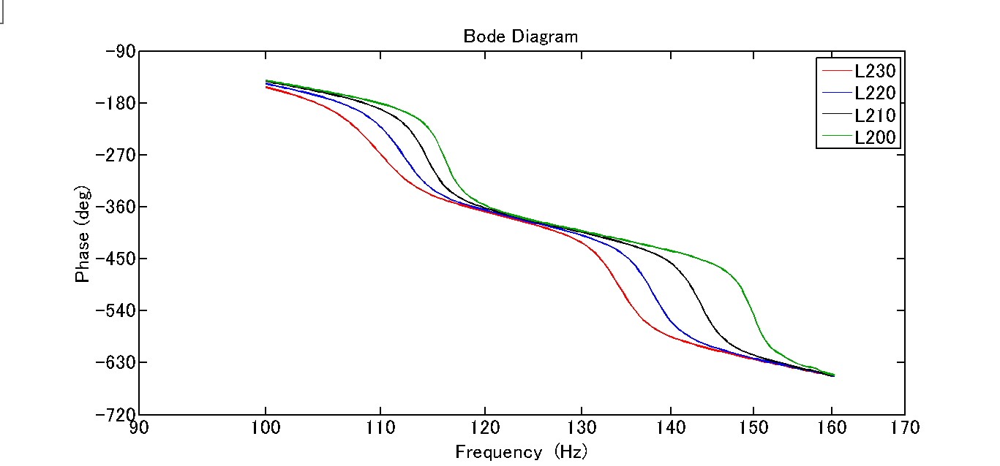 Bode Diagram
-90
-180
-270
-360
-450
-540
-630
-720
Phase (deg)
L230
L220
L210
L200
90 100 110 120 130 140 150 160 170
Frequency (Hz)